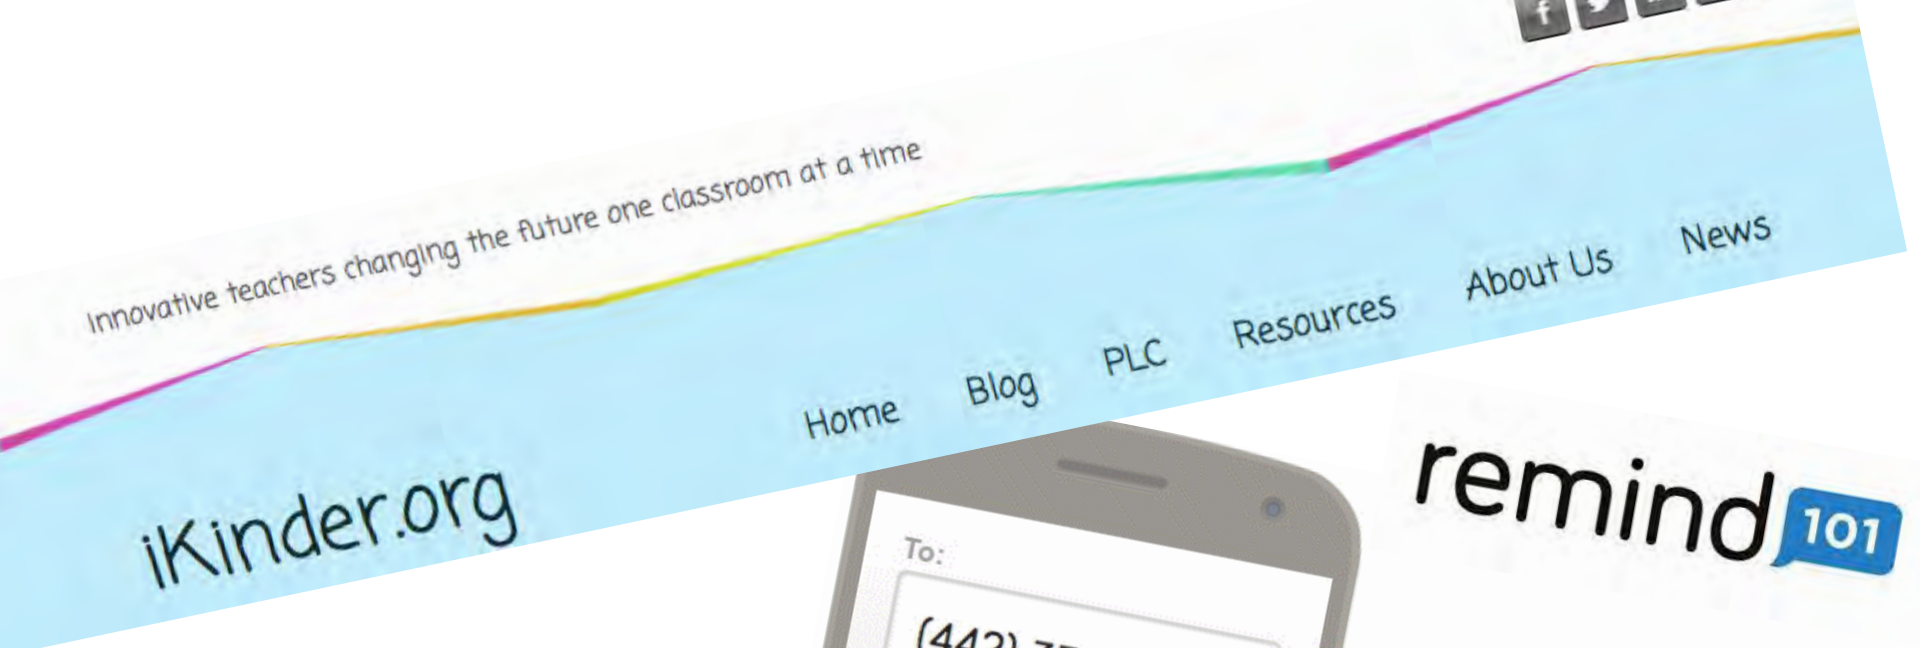 Innovative teachers changing the future one classroom at a time
iKinder.org
Home Blog PLC Resources About Us News
remind 101
To:
(442)